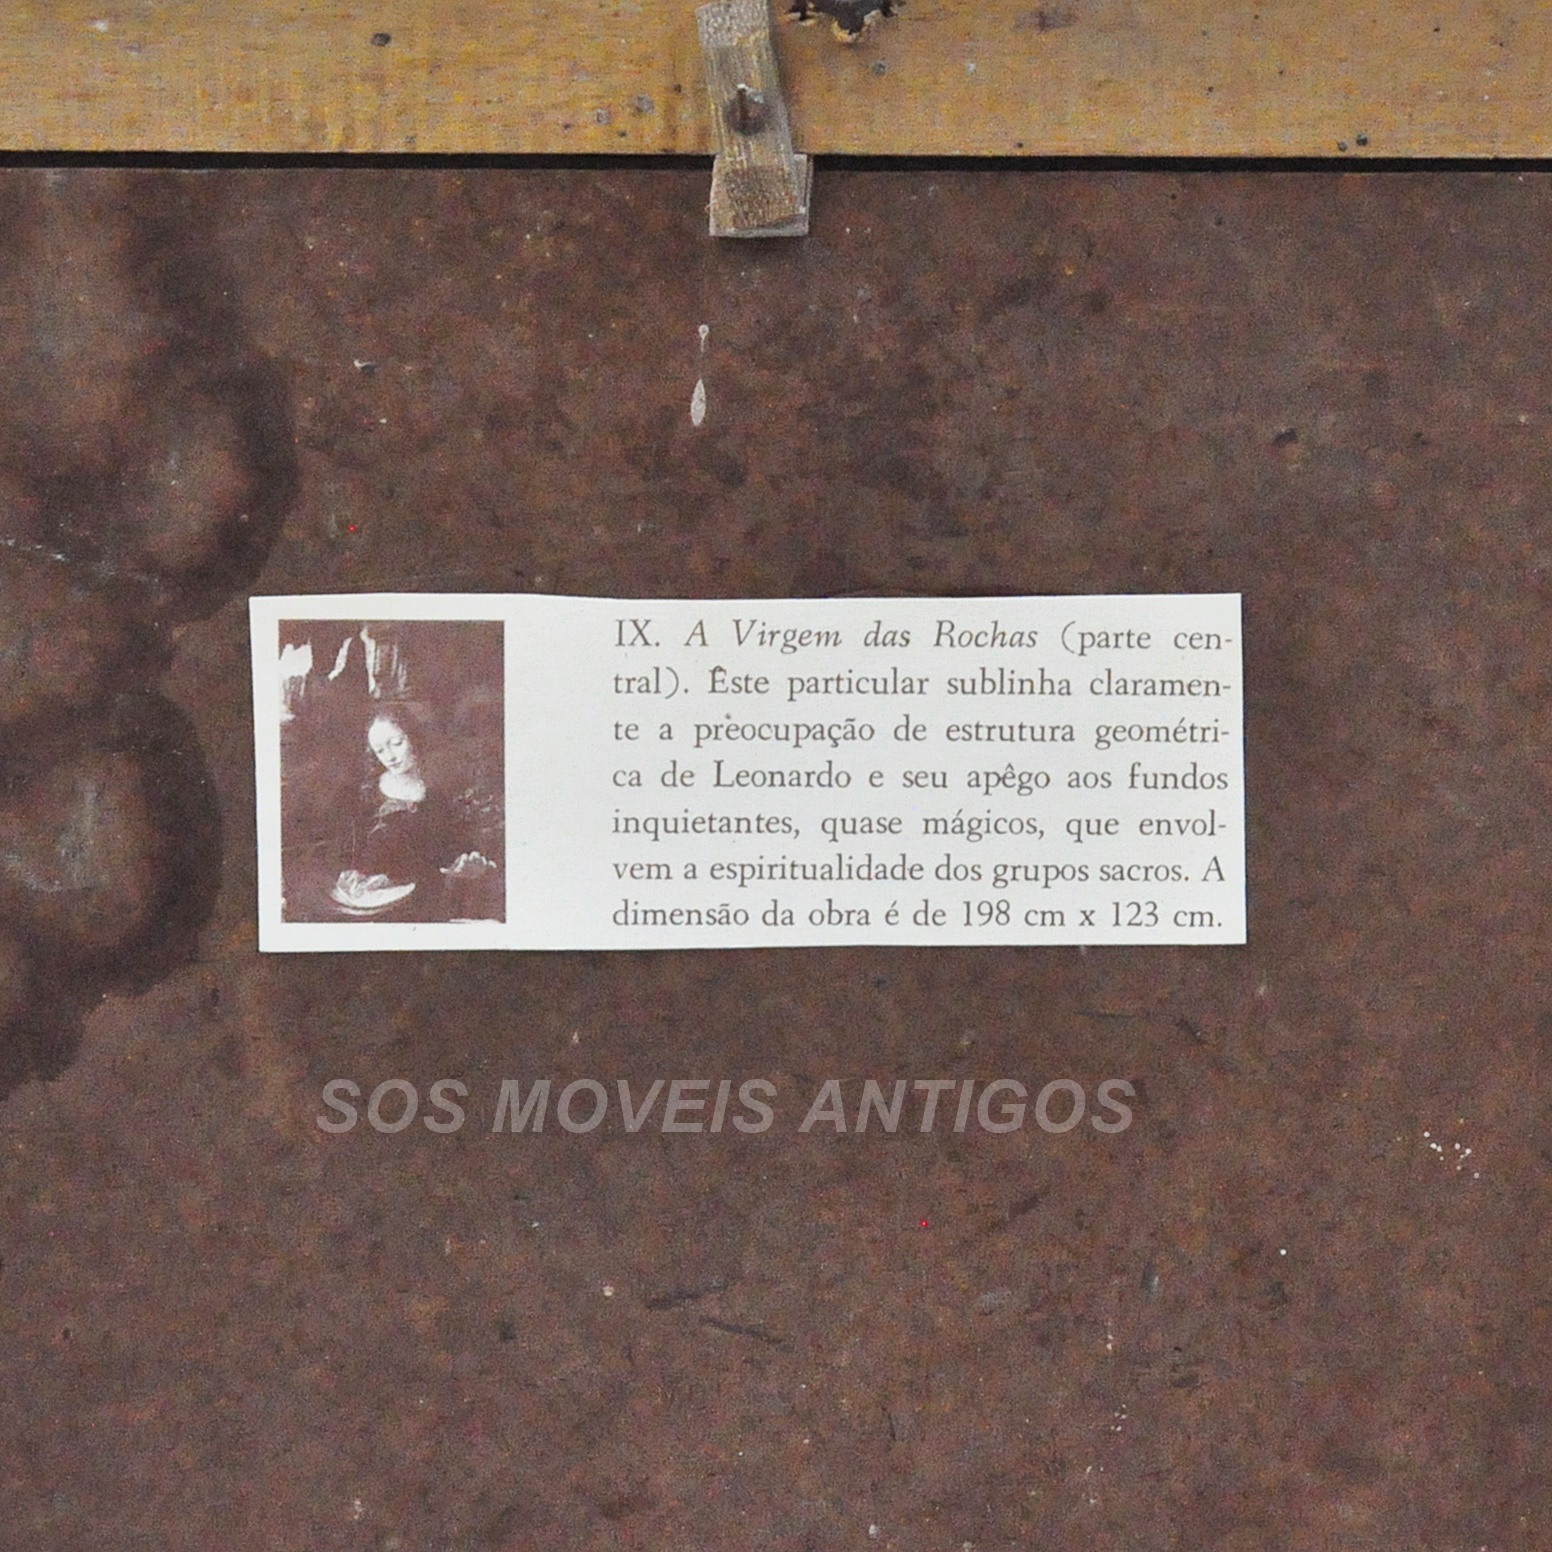 IX. A Virgem das Rochas (parte cen-
tral). Êste particular sublinha claramen-
te a preocupação de estrutura geométri-
ca de Leonardo e seu apêgo aos fundos
inquietantes, quase mágicos, que envol-
vem a espiritualidade dos grupos sacros. A
dimensão da obra é de 198 cm x 123 cm.
SOS MOVEIS ANTIGOS